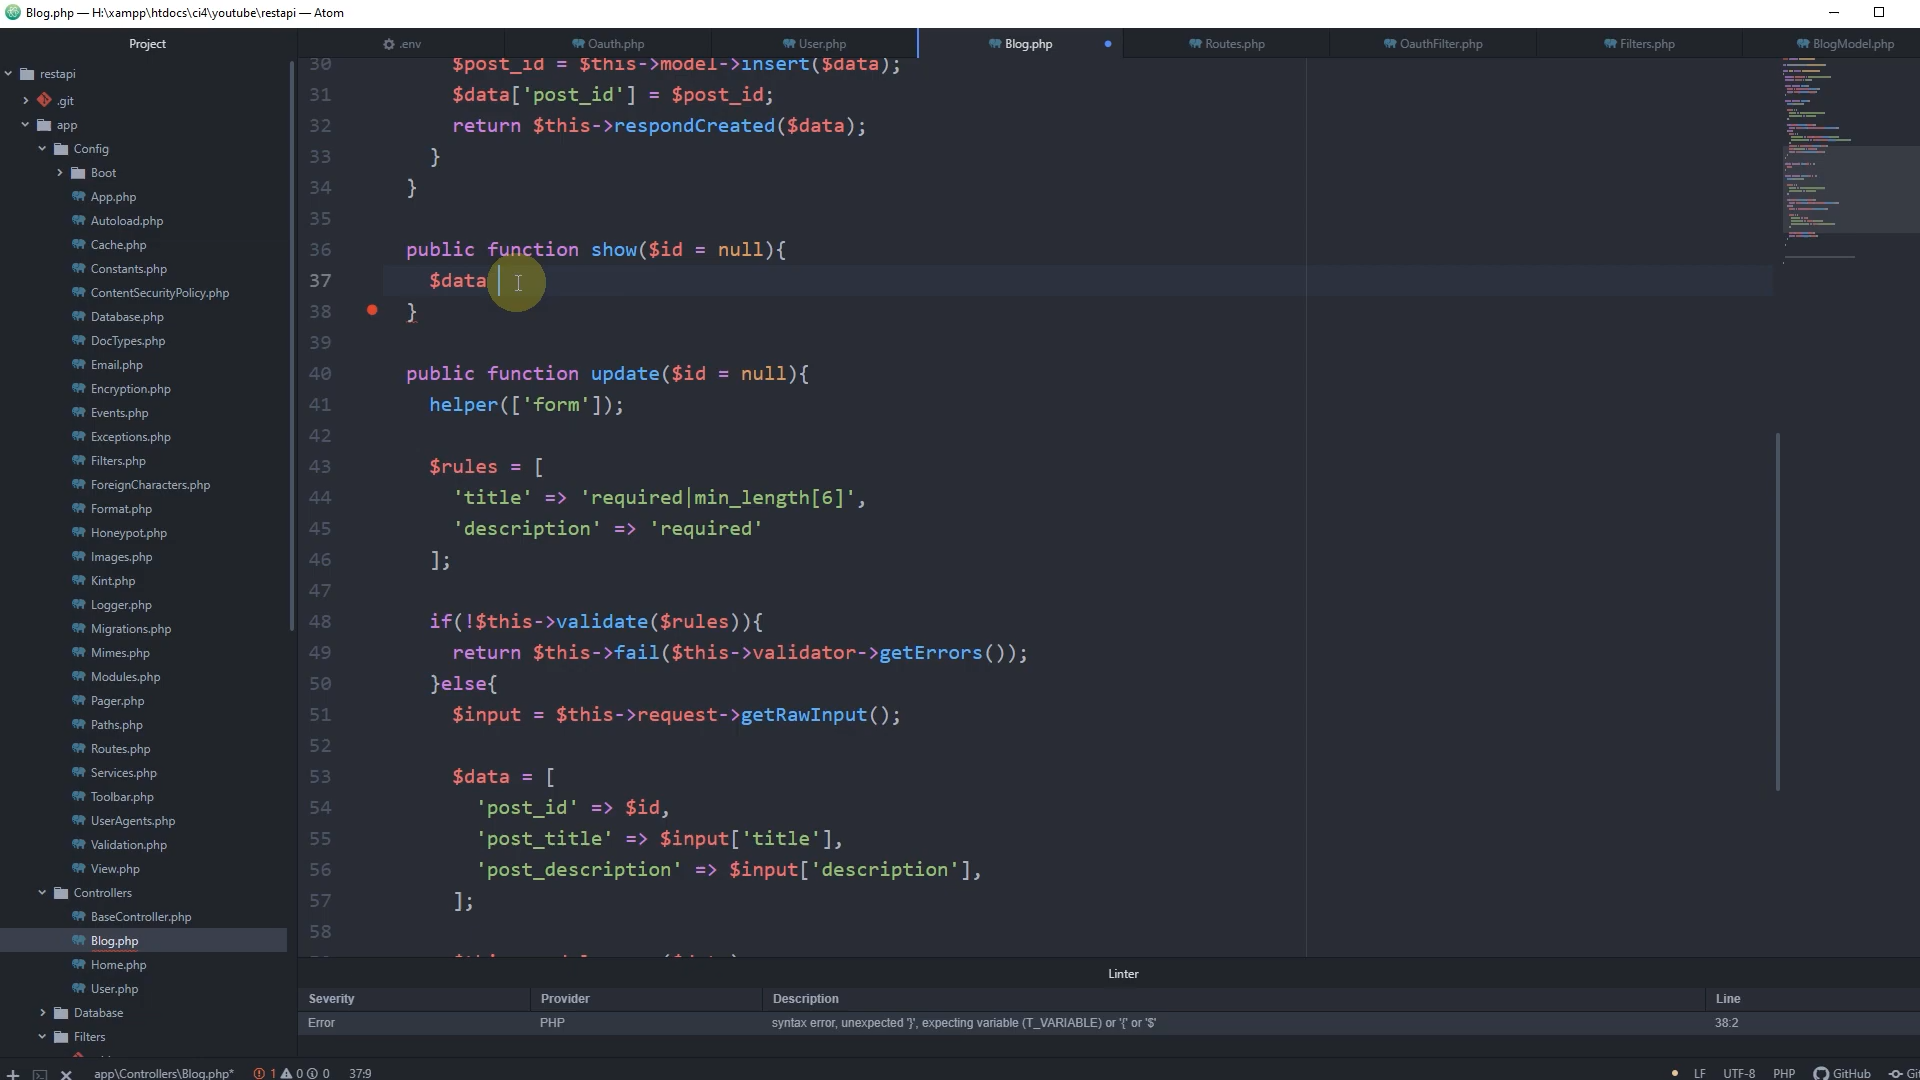 Blog.php — H:\xampp\htdocs\ci4\youtube\restapi — Atom
Project
.env
Oauth.php
User.php
Blog.php
Routes.php
OauthFilter.php
Filters.php
BlogModel.php
restapi
.git
app
Config
Boot
App.php
Autoload.php
Cache.php
Constants.php
ContentSecurityPolicy.php
Database.php
DocTypes.php
Email.php
Encryption.php
Events.php
Exceptions.php
Filters.php
ForeignCharacters.php
Format.php
Honeypot.php
Images.php
Kint.php
Logger.php
Migrations.php
Mimes.php
Modules.php
Pager.php
Paths.php
Routes.php
Services.php
Toolbar.php
UserAgents.php
Validation.php
View.php
Controllers
BaseController.php
Blog.php
Home.php
User.php
Database
Filters
30 $post_id = $this->model->insert($data);
31 $data['post_id'] = $post_id;
32 return $this->respondCreated($data);
33 }
34 }
35
36 public function show($id = null){
37 $data
38 }
39
40 public function update($id = null){
41 helper(['form']);
42
43 $rules = [
44 'title' => 'required|min_length[6]',
45 'description' => 'required'
46 ];
47
48 if(!$this->validate($rules)){
49 return $this->fail($this->validator->getErrors());
50 }else{
51 $input = $this->request->getRawInput();
52
53 $data = [
54 'post_id' => $id,
55 'post_title' => $input['title'],
56 'post_description' => $input['description'],
57 ];
58
Linter
Severity Provider Description Line
Error PHP syntax error, unexpected '}', expecting variable (T_VARIABLE) or '{' or '$' 38:2
app\Controllers\Blog.php* 1 0 0 37:9 LF UTF-8 PHP GitHub Git